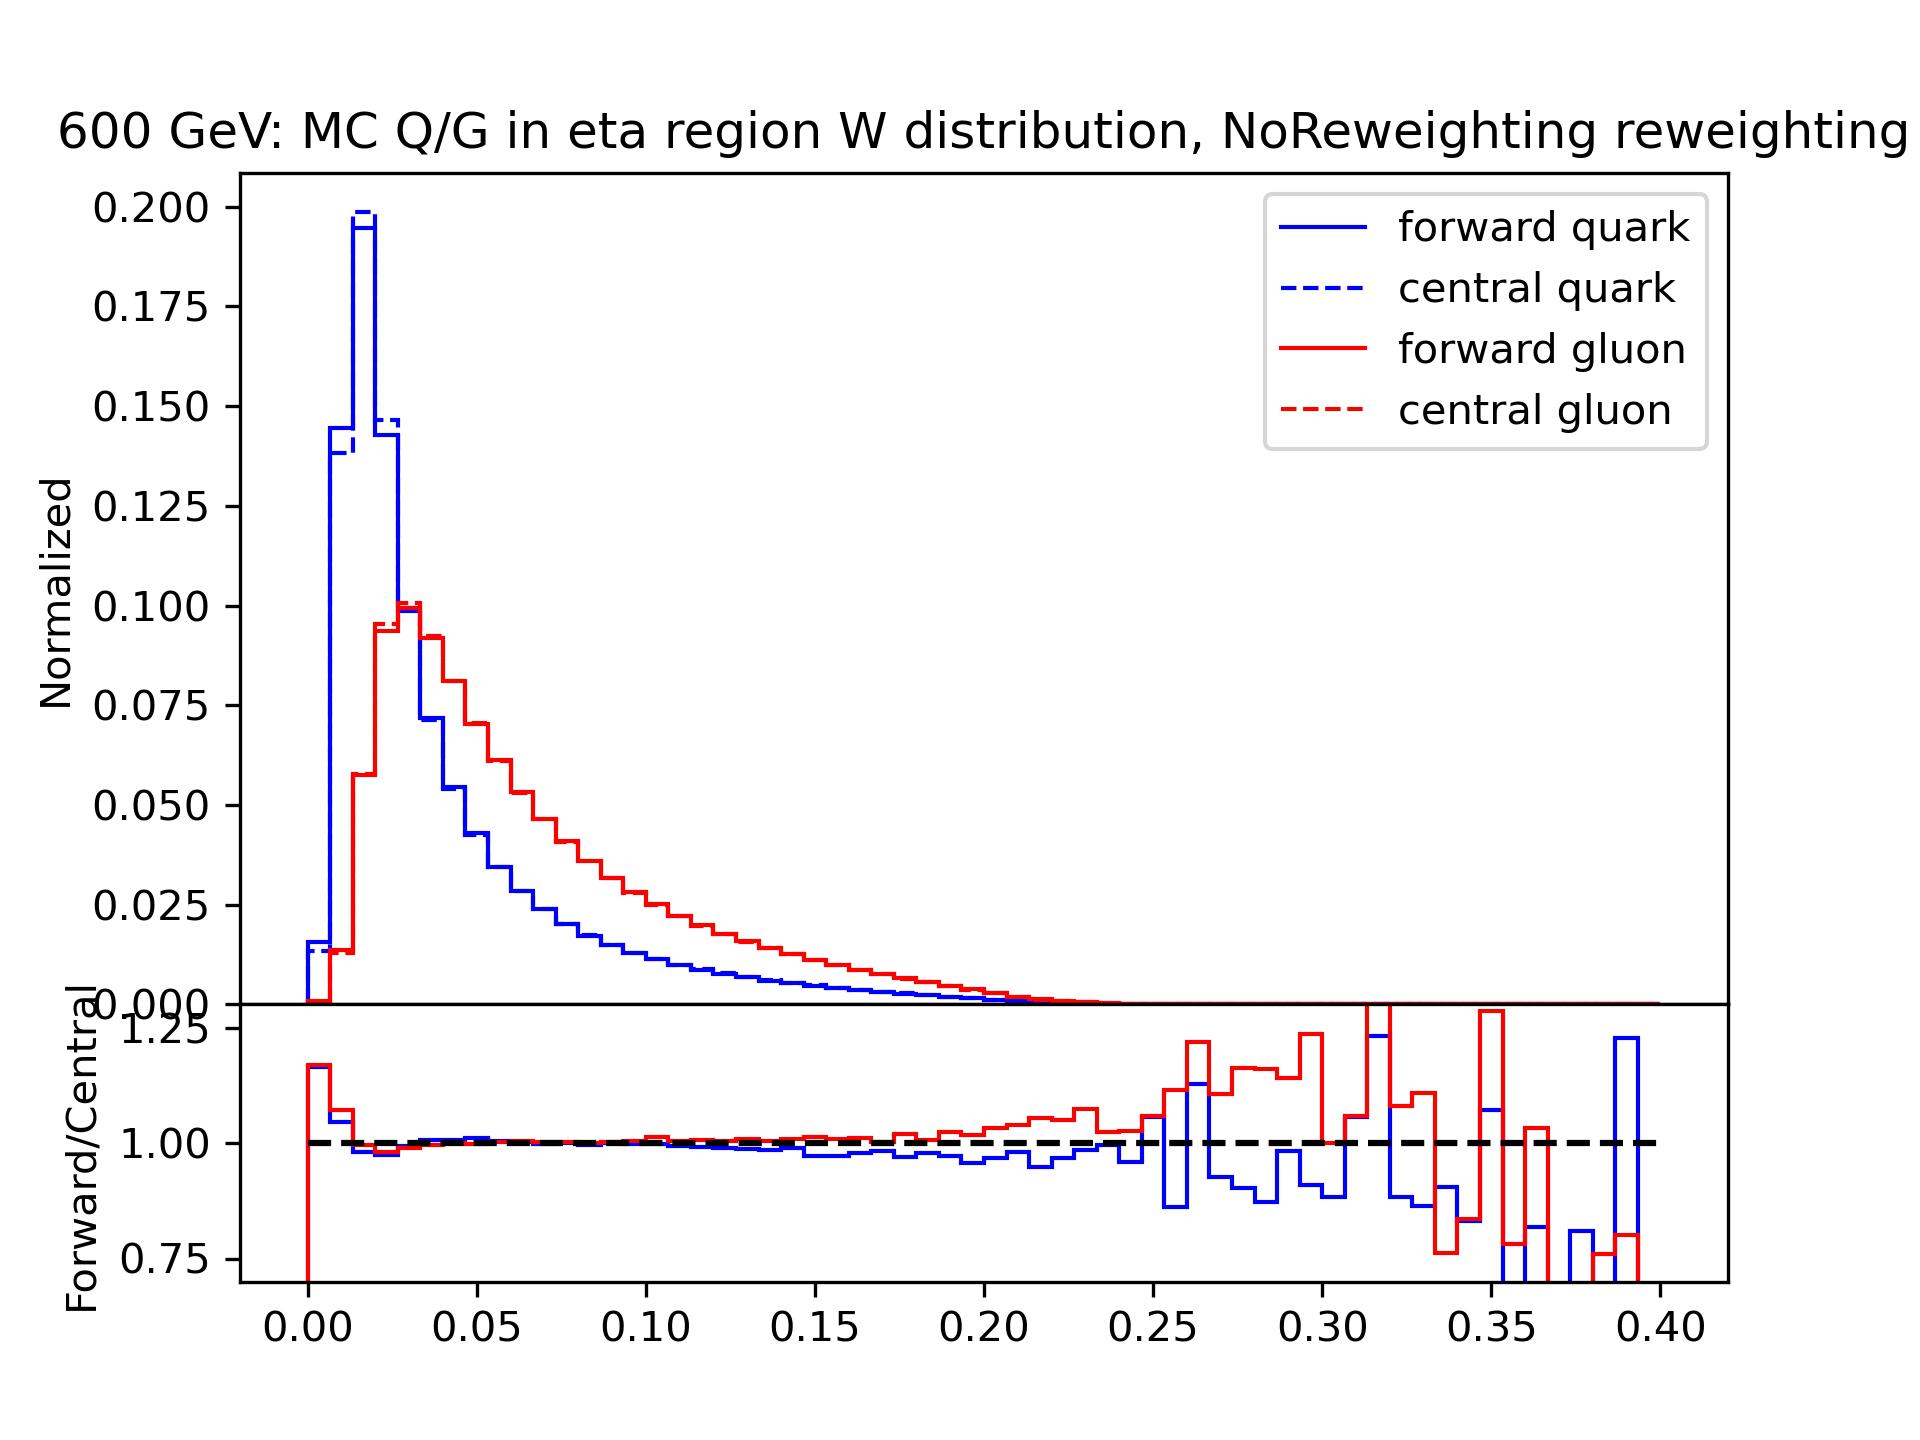 600 GeV: MC Q/G in eta region W distribution, NoReweighting reweighting
Normalized
0.200
0.175
0.150
0.125
0.100
0.075
0.050
0.025
0.000
forward quark
central quark
forward gluon
central gluon
Forward/Central
1.25
1.00
0.75
0.00 0.05 0.10 0.15 0.20 0.25 0.30 0.35 0.40